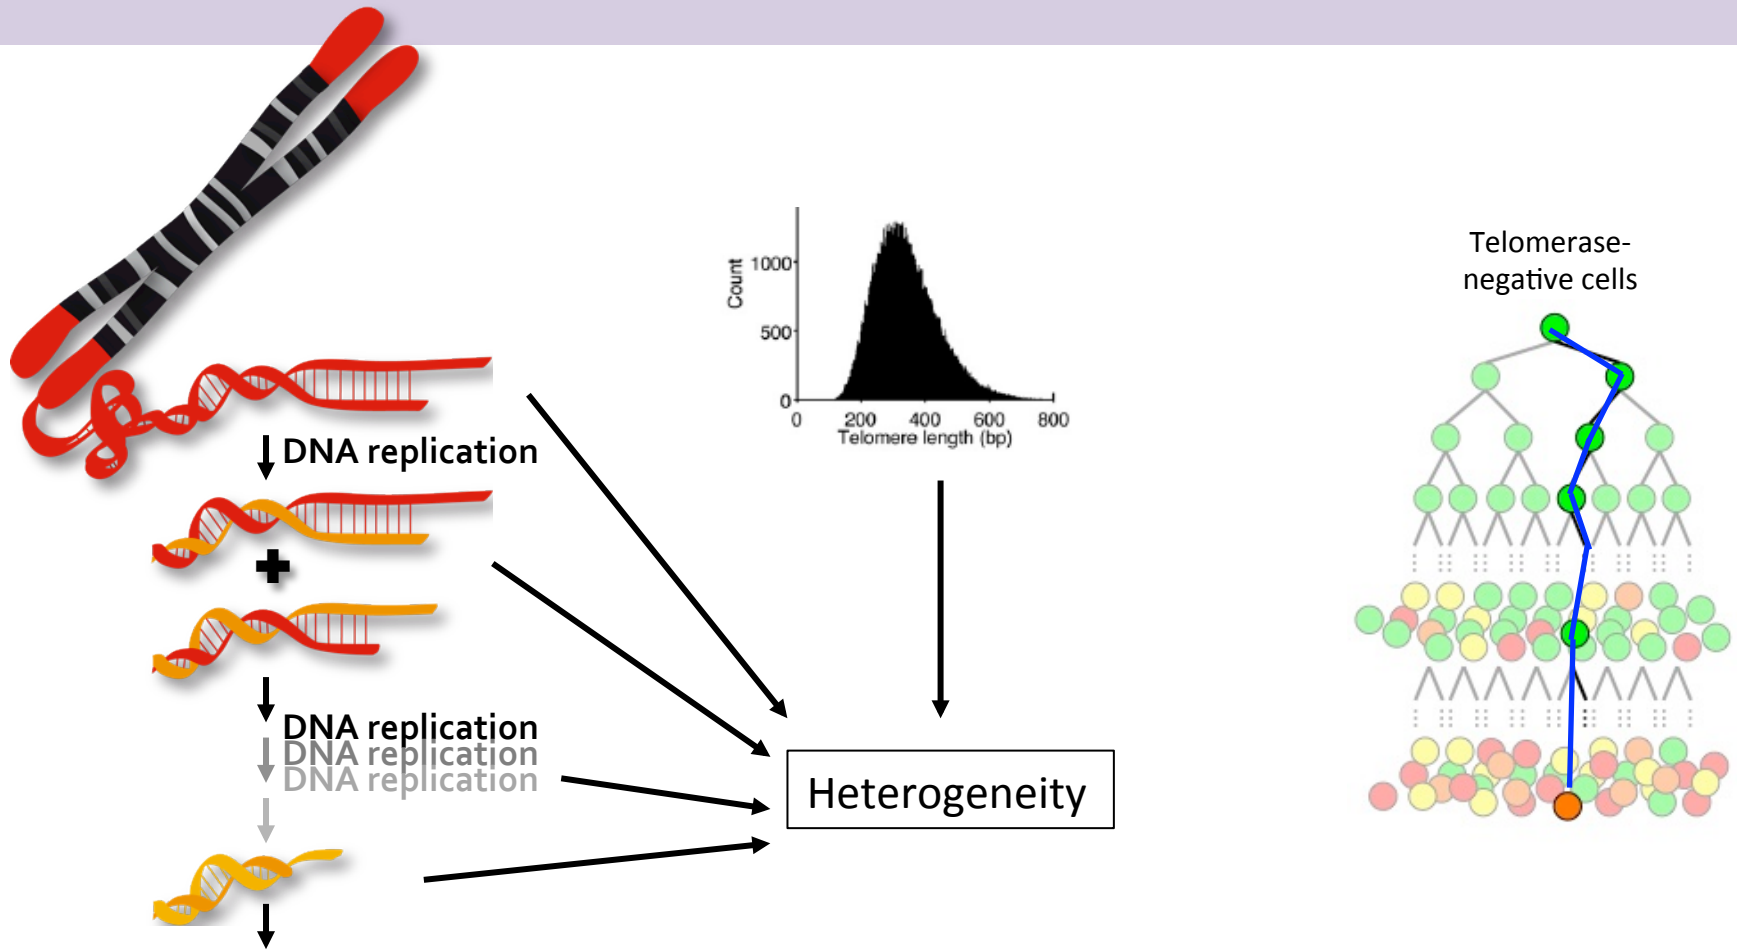 DNA replication
DNA replication
DNA replication
DNA replication
Count
1000
500
0
0 200 400 600 800
Telomere length (bp)
Heterogeneity
Telomerase-
negative cells